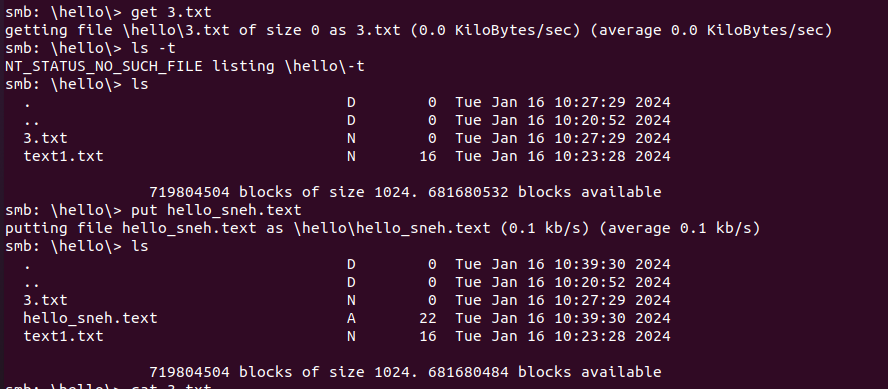 smb: \hello\> get 3.txt
getting file \hello\3.txt of size 0 as 3.txt (0.0 KiloBytes/sec) (average 0.0 KiloBytes/sec)
smb: \hello\> ls -t
NT_STATUS_NO_SUCH_FILE listing \hello\-t
smb: \hello\> ls
  .                                   D        0  Tue Jan 16 10:27:29 2024
  ..                                  D        0  Tue Jan 16 10:20:52 2024
  3.txt                               N        0  Tue Jan 16 10:27:29 2024
  text1.txt                           N       16  Tue Jan 16 10:23:28 2024
                719804504 blocks of size 1024. 681680532 blocks available
smb: \hello\> put hello_sneh.text
putting file hello_sneh.text as \hello\hello_sneh.text (0.1 kb/s) (average 0.1 kb/s)
smb: \hello\> ls
  .                                   D        0  Tue Jan 16 10:39:30 2024
  ..                                  D        0  Tue Jan 16 10:20:52 2024
  3.txt                               N        0  Tue Jan 16 10:27:29 2024
  hello_sneh.text                     A       22  Tue Jan 16 10:39:30 2024
  text1.txt                           N       16  Tue Jan 16 10:23:28 2024
                719804504 blocks of size 1024. 681680484 blocks available
smb: \hello\> cat 3.txt